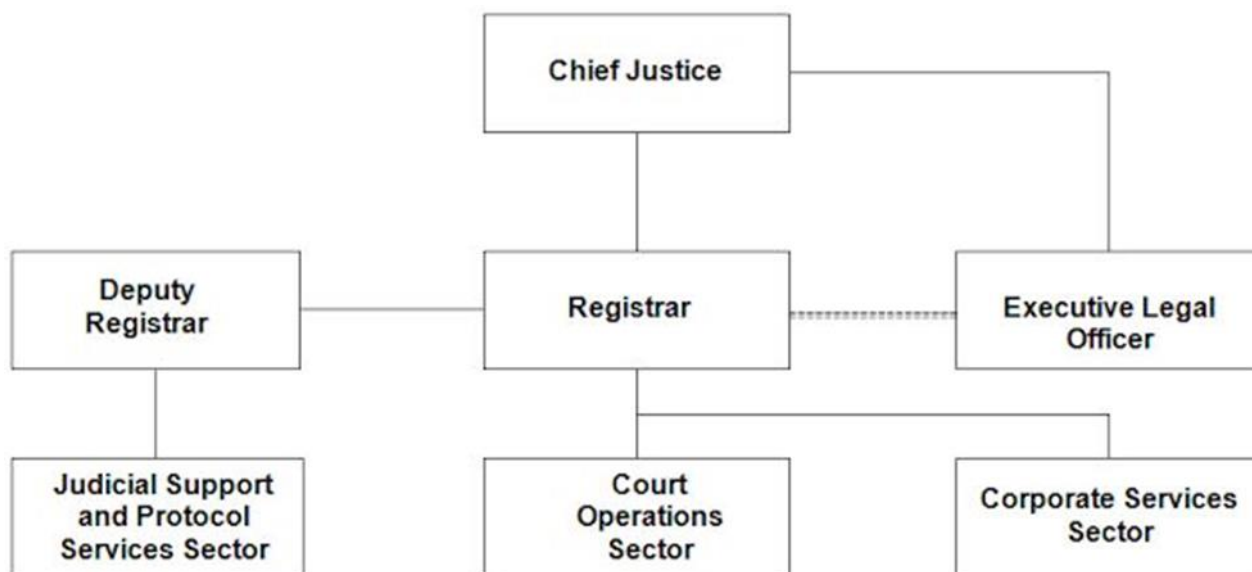 Chief Justice
Deputy
Registrar
Registrar
Executive Legal
Officer
Judicial Support
and Protocol
Services Sector
Court
Operations
Sector
Corporate Services
Sector